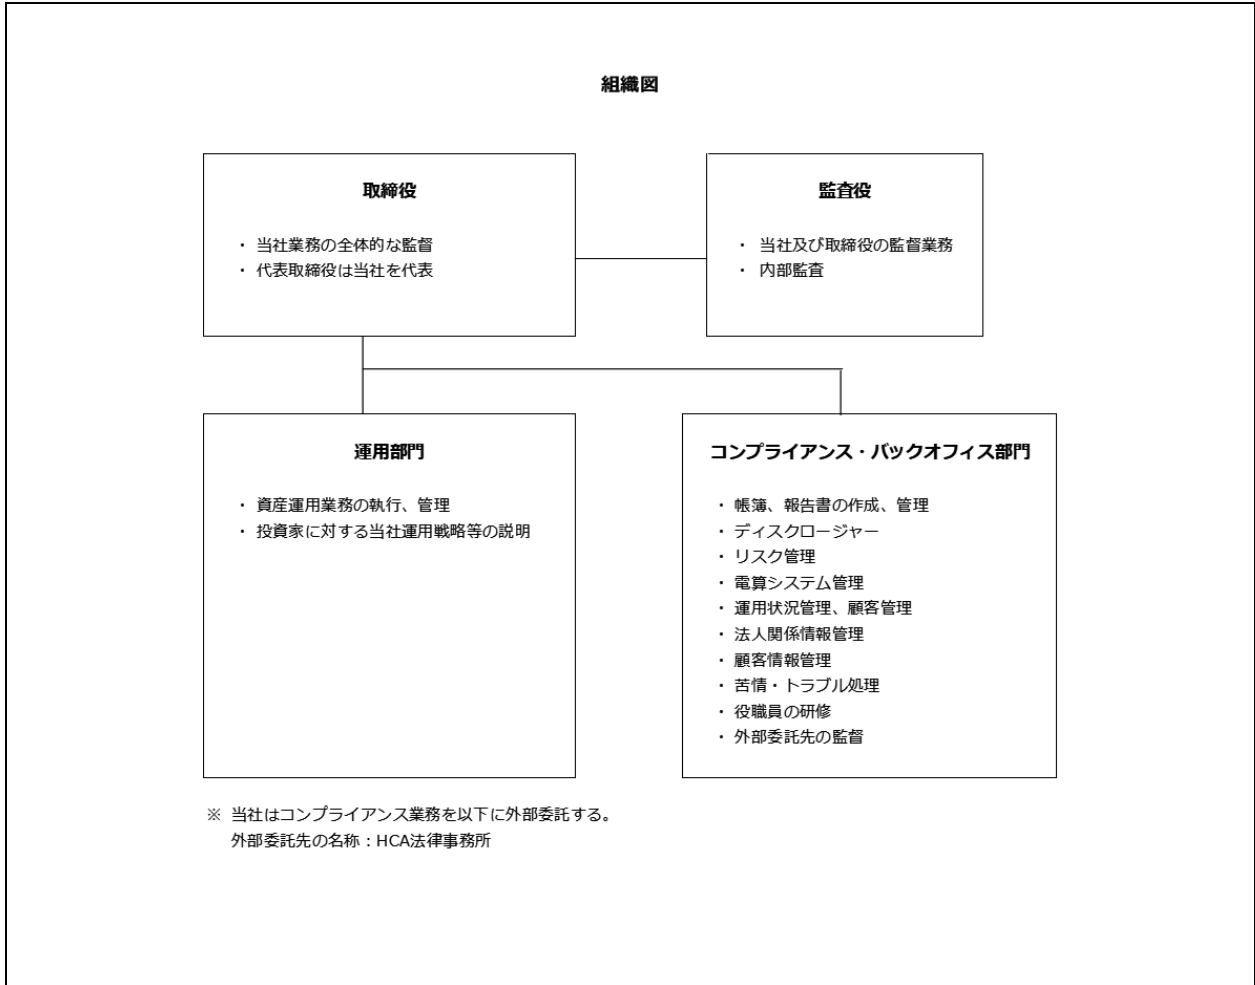 組織図
取締役
・ 当社業務の全体的な監督
・ 代表取締役は当社を代表
監査役
・ 当社及び取締役の監督業務
・ 内部監査
運用部門
・ 資産運用業務の執行、管理
・ 投資家に対する当社運用戦略等の説明
コンプライアンス・バックオフィス部門
・ 帳簿、報告書の作成、管理
・ ディスクロージャー
・ リスク管理
・ 電算システム管理
・ 運用状況管理、顧客管理
・ 法人関係情報管理
・ 顧客情報管理
・ 苦情・トラブル処理
・ 役職員の研修
・ 外部委託先の監督
※ 当社はコンプライアンス業務を以下に外部委託する。
外部委託先の名称：HCA法律事務所